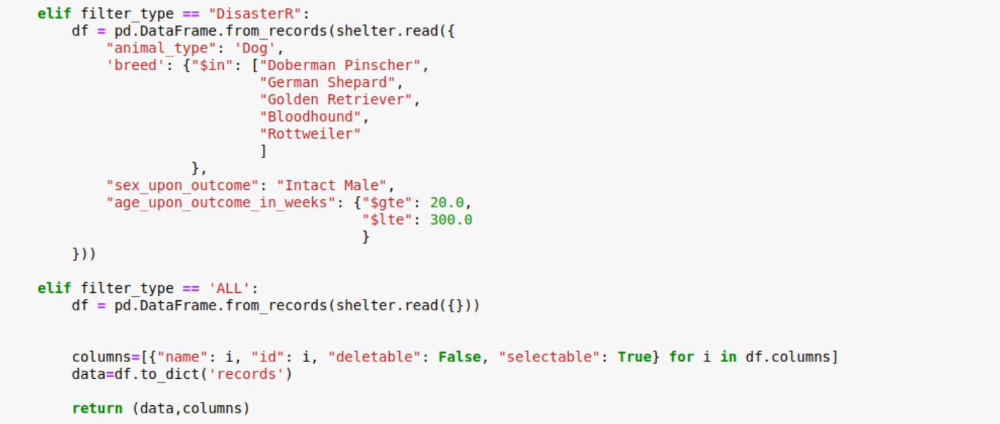 elif filter_type == "DisasterR":
df = pd.DataFrame.from_records(shelter.read({
"animal_type": 'Dog',
'breed': {"$in": ["Doberman Pinscher",
"German Shepard",
"Golden Retriever",
"Bloodhound",
"Rottweiler"
]
},
"sex_upon_outcome": "Intact Male",
"age_upon_outcome_in_weeks": {"$gte": 20.0,
"$lte": 300.0
}
}))
elif filter_type == 'ALL':
df = pd.DataFrame.from_records(shelter.read({}))
columns=[{"name": i, "id": i, "deletable": False, "selectable": True} for i in df.columns]
data=df.to_dict('records')
return (data,columns)